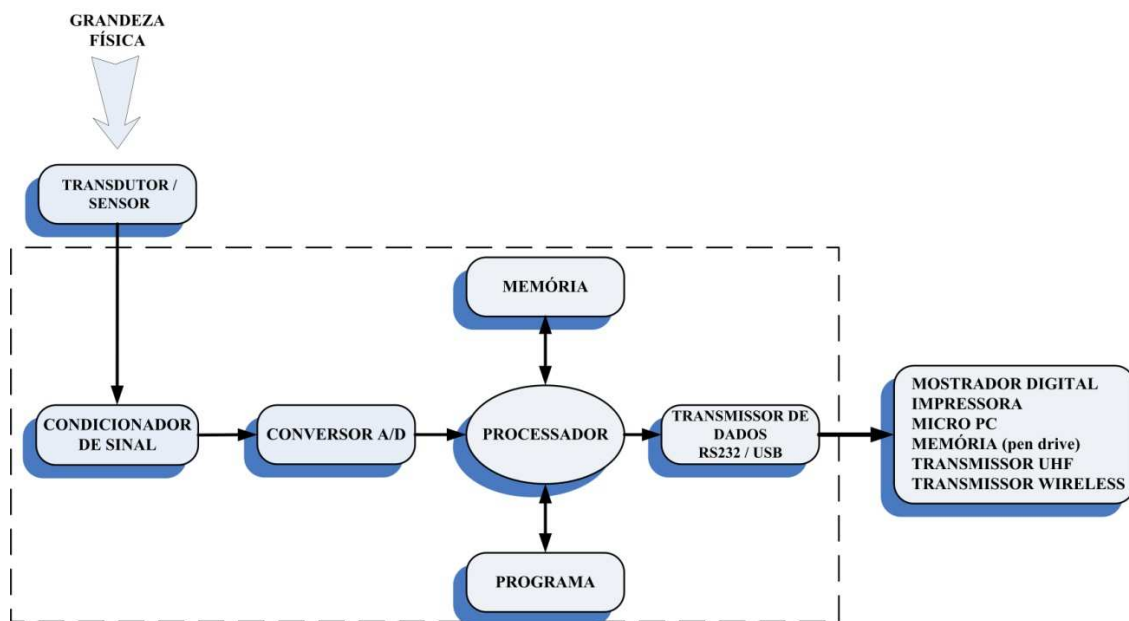 GRANDEZA
FÍSICA
TRANSDUTOR /
SENSOR
MEMÓRIA
CONDICIONADOR
DE SINAL
CONVERSOR A/D
PROCESSADOR
TRANSMISSOR DE
DADOS
RS232 / USB
MOSTRADOR DIGITAL
IMPRESSORA
MICRO PC
MEMÓRIA (pen drive)
TRANSMISSOR UHF
TRANSMISSOR WIRELESS
PROGRAMA